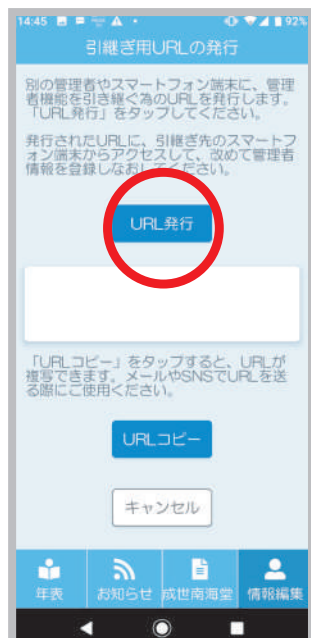 14:45
92%
引継ぎ用URLの発行
別の管理者やスマートフォン端末に、管理
者機能を引き継ぐ為のURLを発行します。
「URL発行」をタップしてください。
発行されたURLに、引継ぎ先のスマートフ
ォン端末からアクセスして、改めて管理者
情報を登録しなおしてください。
URL発行
「URLコピー」をタップすると、URLが
複写できます。メールやSNSでURLを送
る際にご使用ください。
URLコピー
キャンセル
年表 お知らせ 成世南海堂 情報編集